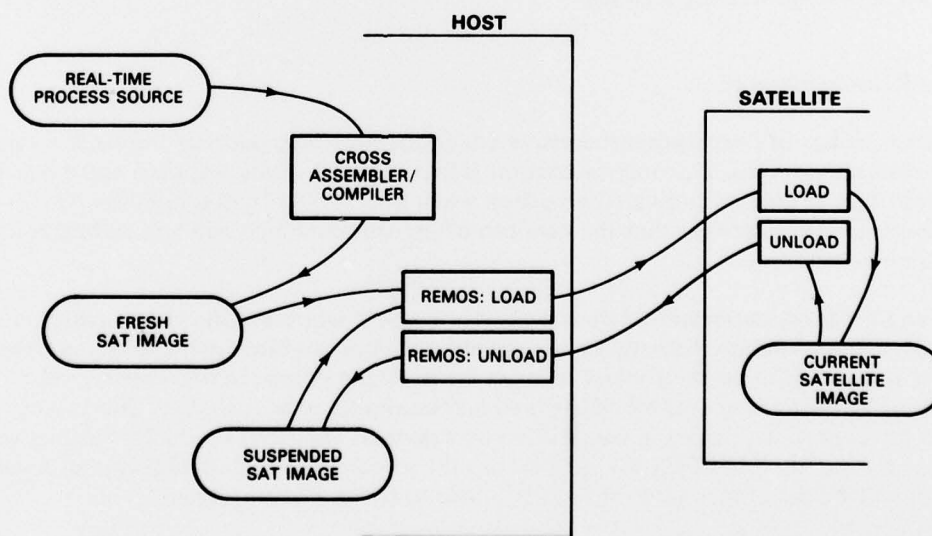 HOST
REAL-TIME
PROCESS SOURCE
SATELLITE
CROSS
ASSEMBLER/
COMPILER
LOAD
UNLOAD
REMOS: LOAD
FRESH
SAT IMAGE
REMOS: UNLOAD
CURRENT
SATELLITE
IMAGE
SUSPENDED
SAT IMAGE